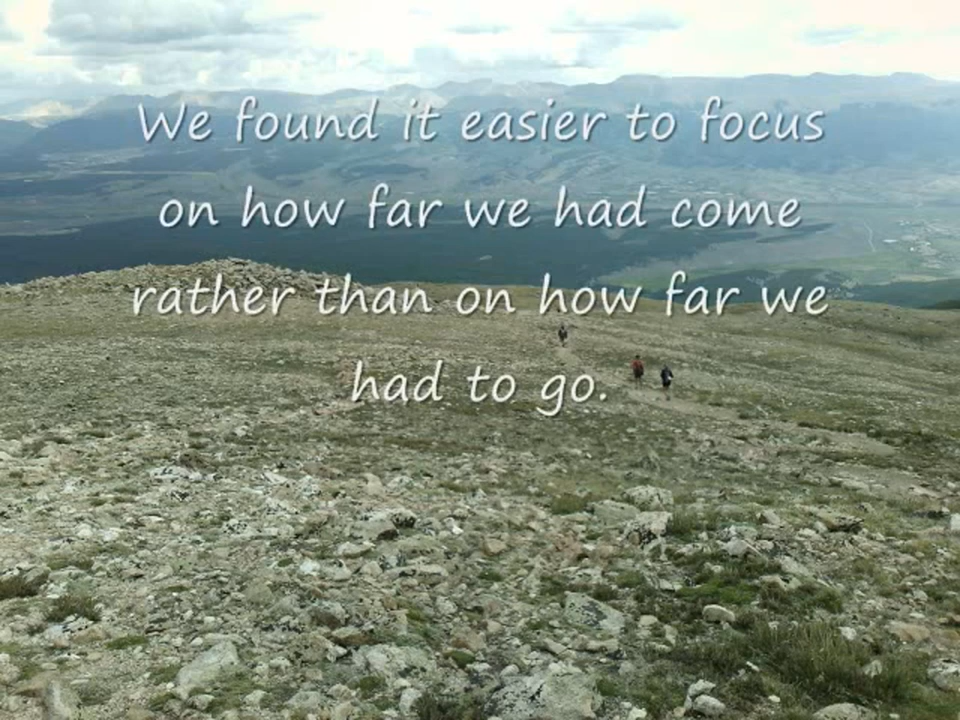 We found it easier to focus
on how far we had come
rather than on how far we
had to go.